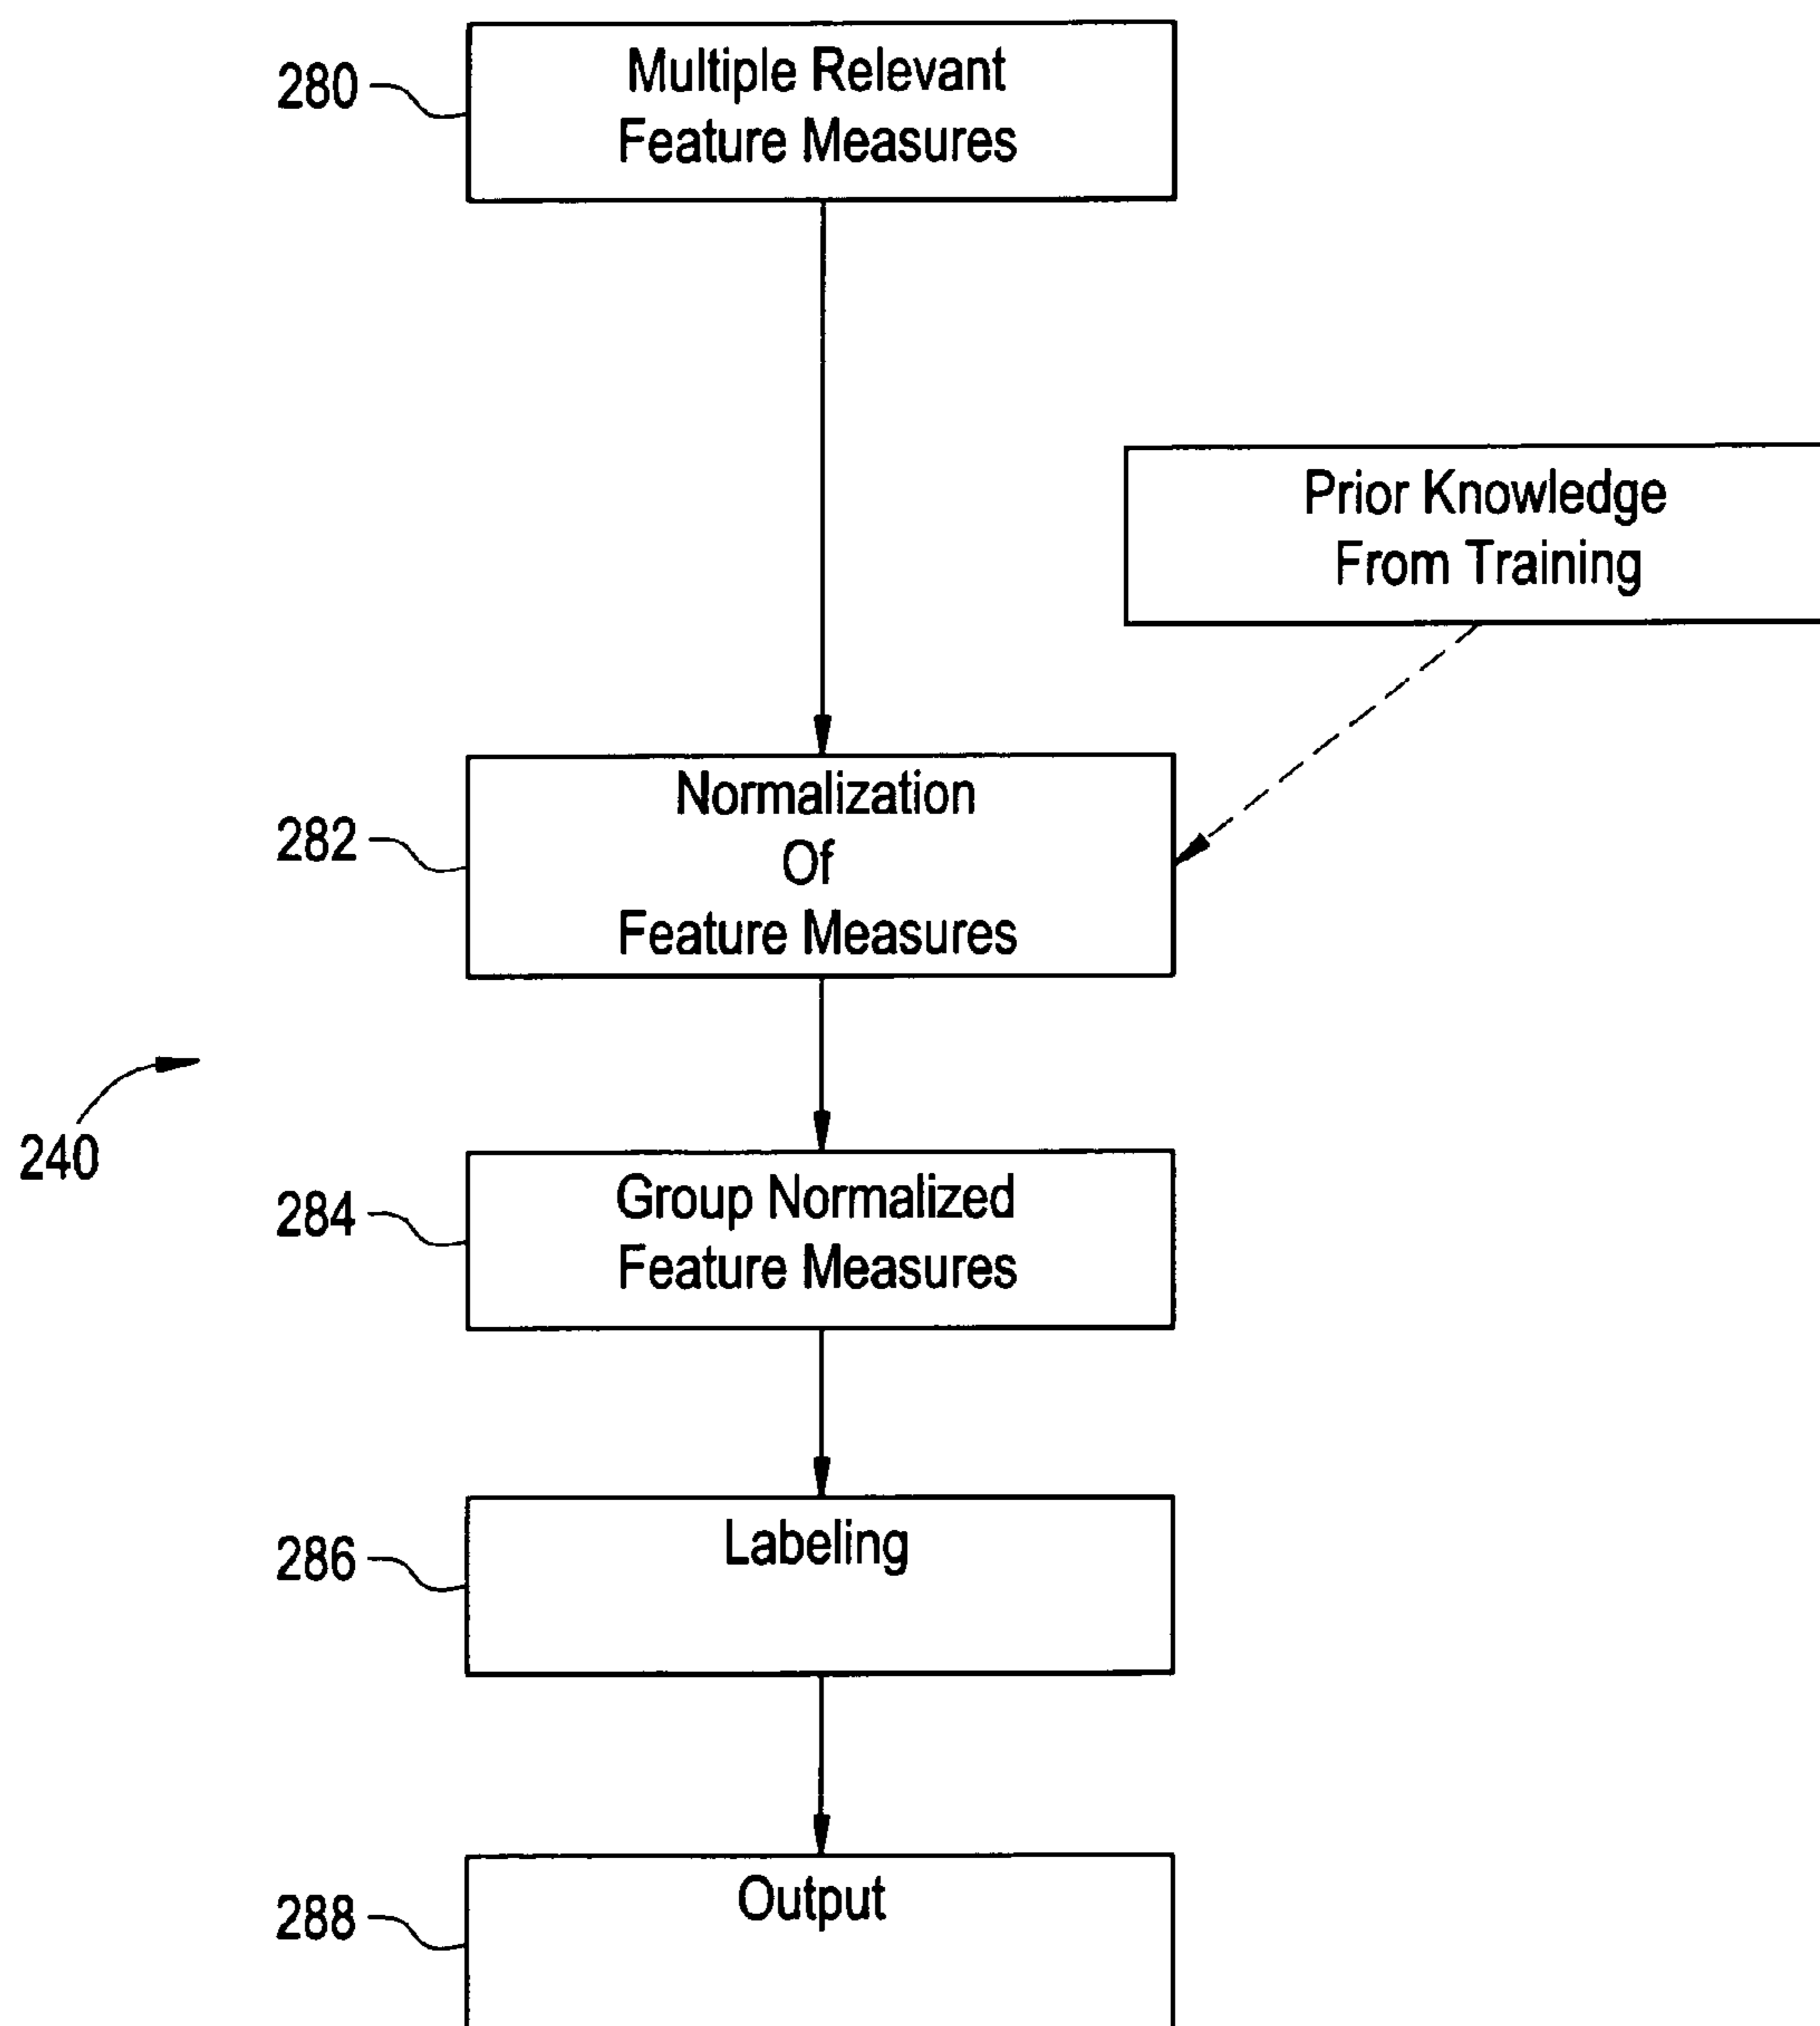 280
Multiple Relevant
Feature Measures
Prior Knowledge
From Training
282
Normalization
Of
Feature Measures
240
284
Group Normalized
Feature Measures
286
Labeling
288
Output